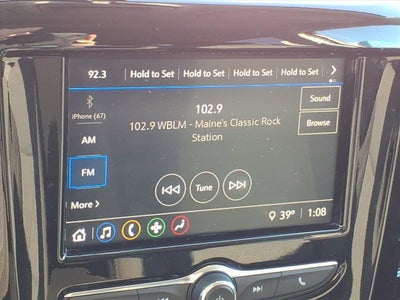 92.3 Hold to Set Hold to Set Hold to Set Hold to Set
iPhone (67)
102.9
Sound
102.9 WBLM - Maine's Classic Rock
Station
Browse
AM
FM
Tune
More
39° 1:08